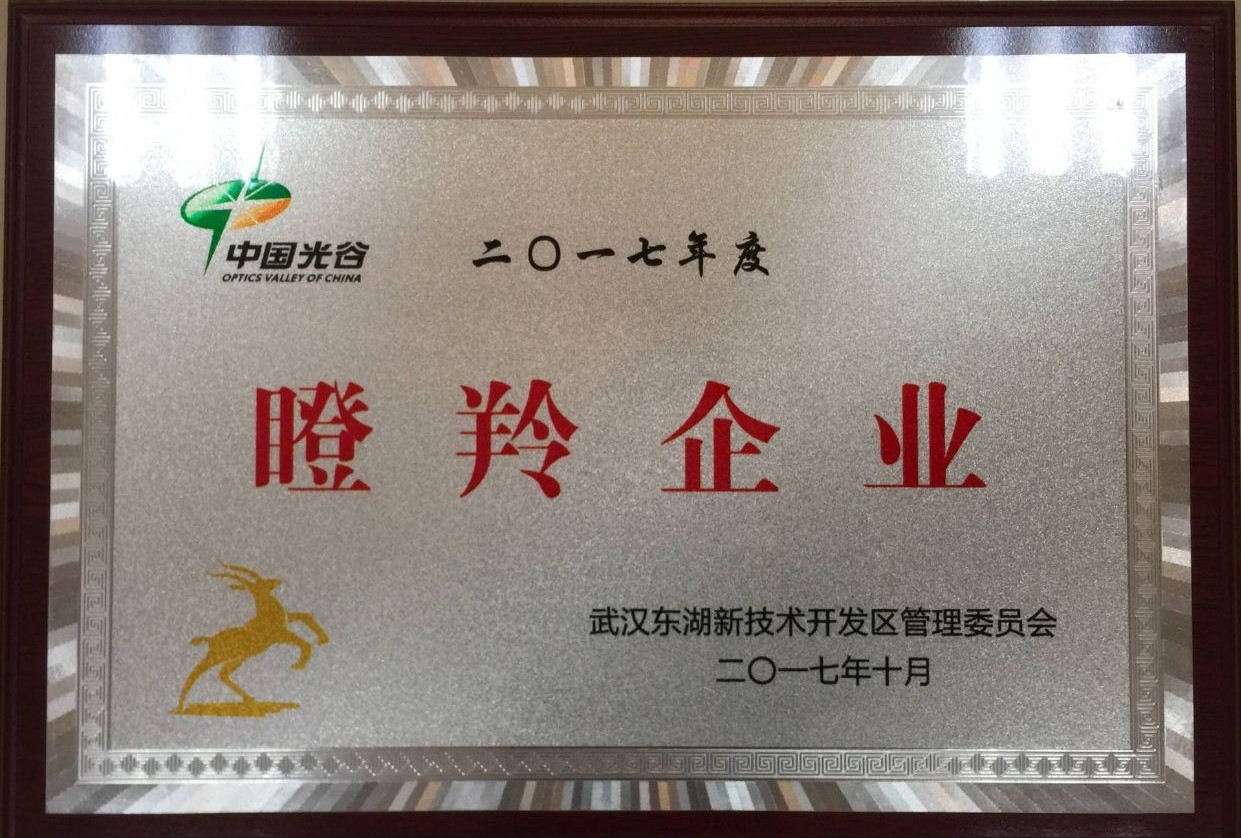 中国光谷
OPTICS VALLEY OF CHINA
二〇一七年度
瞪羚企业
武汉东湖新技术开发区管理委员会
二〇一七年十月